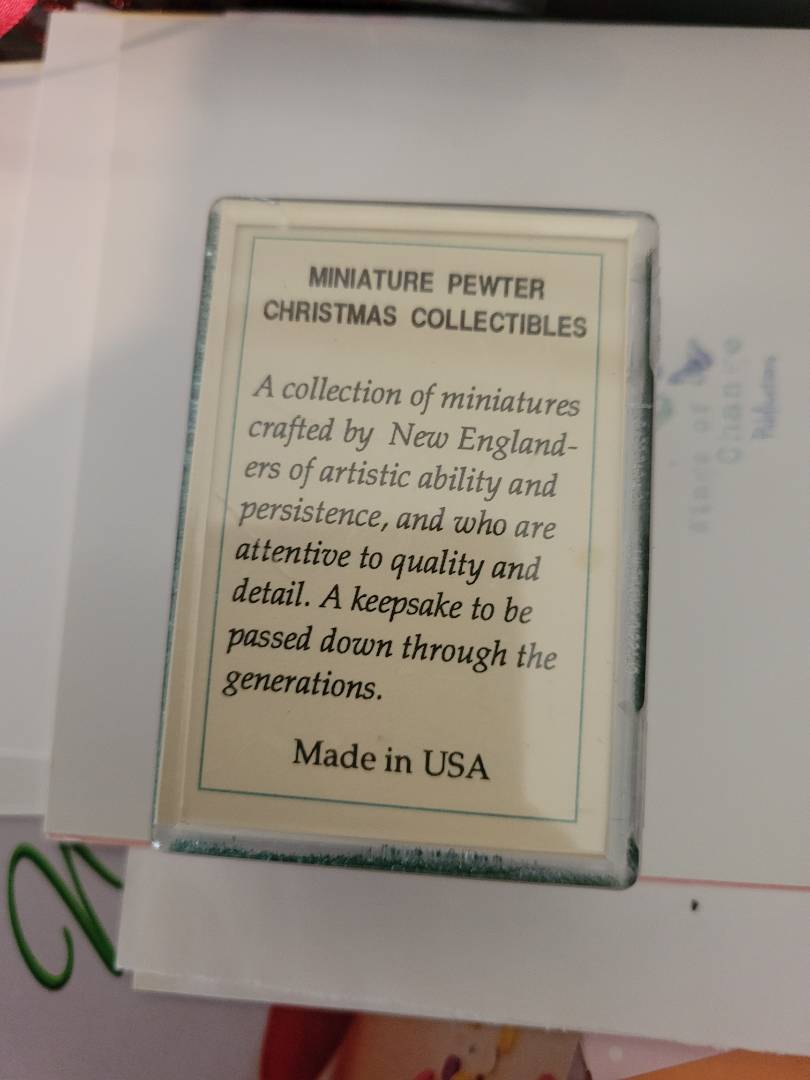 MINIATURE PEWTER
CHRISTMAS COLLECTIBLES
A collection of miniatures
crafted by New England-
ers of artistic ability and
persistence, and who are
attentive to quality and
detail. A keepsake to be
passed down through the
generations.
Made in USA